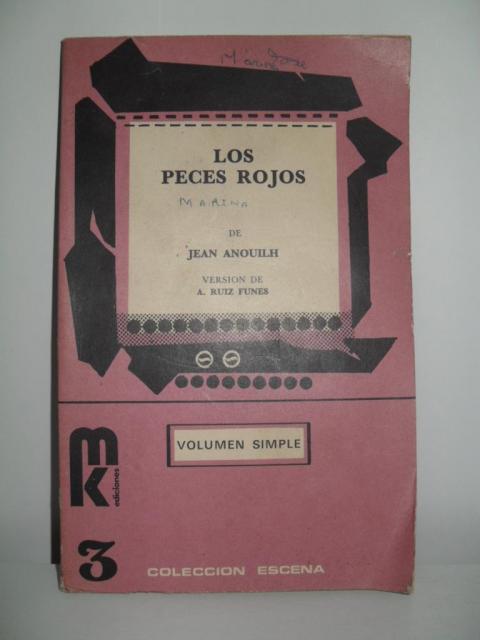 LOS
PECES ROJOS
MARINA
DE
JEAN ANOUILH
VERSION DE
A. RUIZ FUNES
VOLUMEN SIMPLE
mk
ediciones
3
COLECCION ESCENA